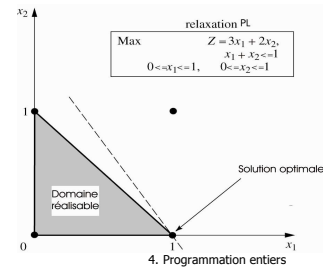 x₂
relaxation PL
Max Z = 3x₁ + 2x₂,
x₁ + x₂<=1
0<=x₁<=1, 0<=x₂<=1
1
Solution optimale
Domaine
réalisable
0 1 x₁
4. Programmation entiers